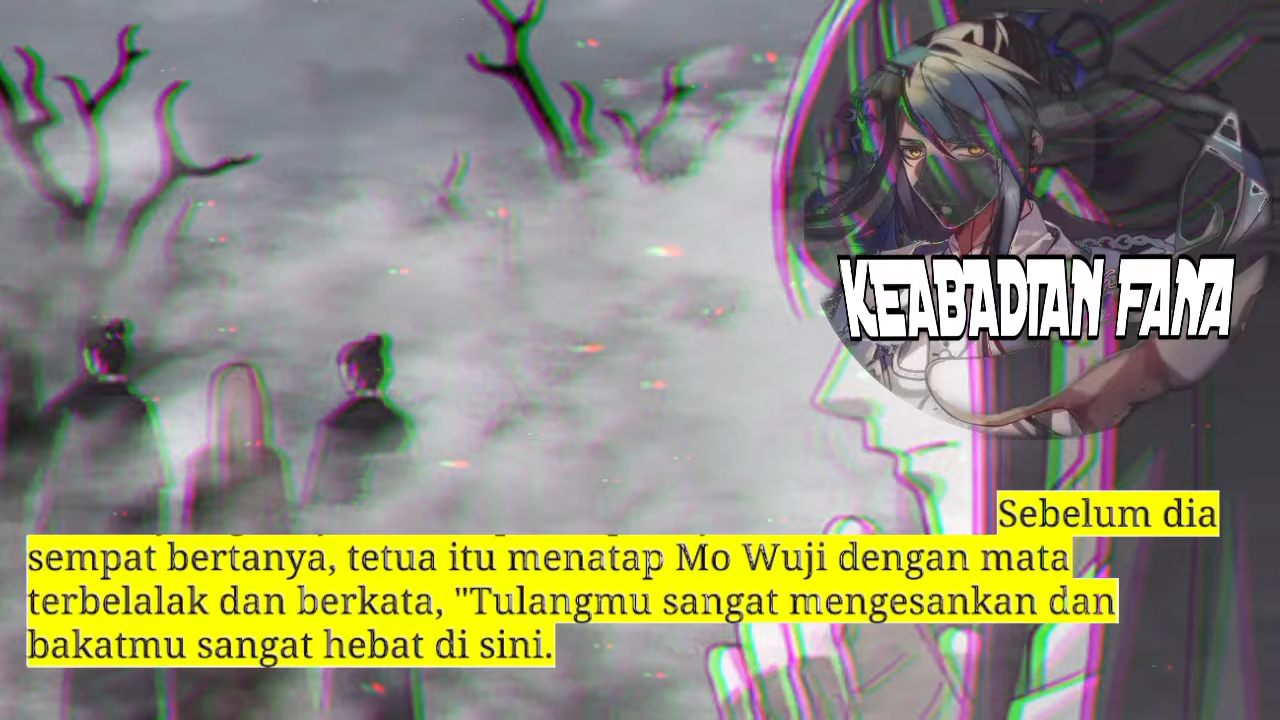 KEABADIAN FANA
Sebelum dia
sempat bertanya, tetua itu menatap Mo Wuji dengan mata
terbelalak dan berkata, "Tulangmu sangat mengesankan dan
bakatmu sangat hebat di sini.